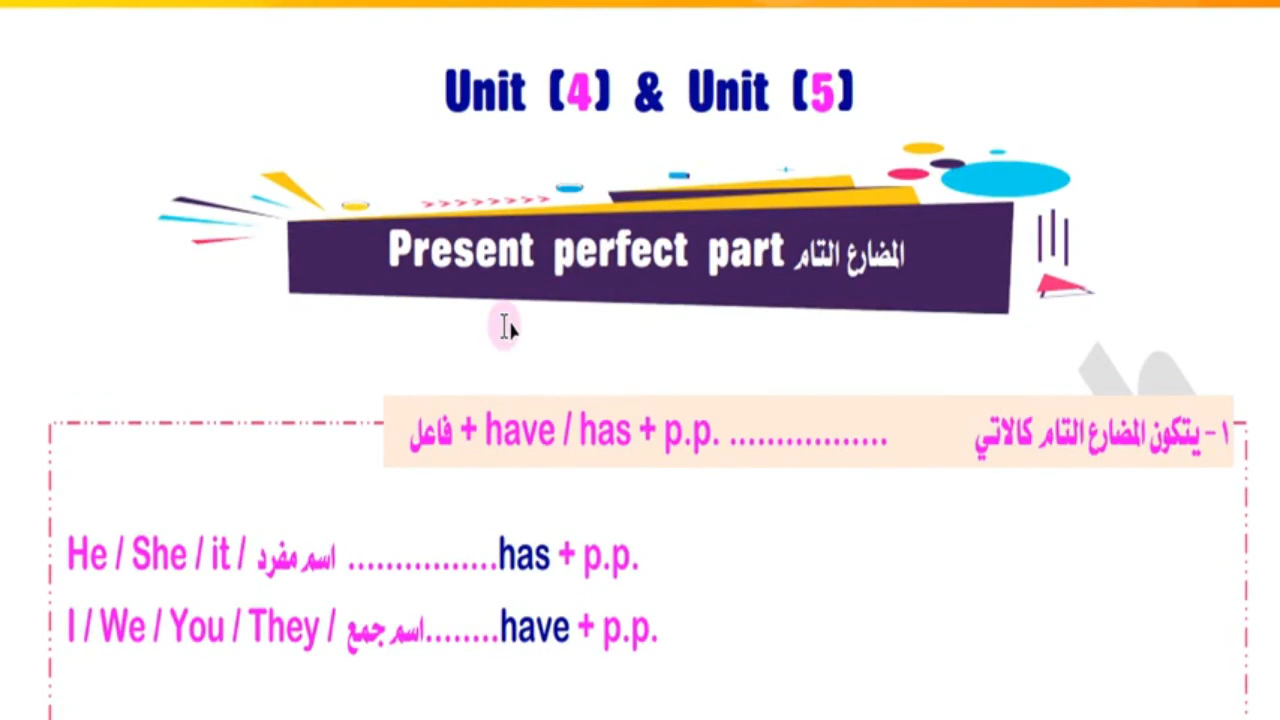 Unit (4) & Unit (5)
Present perfect part المضارع التام
١- يتكون المضارع التام كالاتي ................. فاعل + have / has + p.p.
He / She / it / اسم مفرد ................has + p.p.
I / We / You / They / اسم جمع........have + p.p.